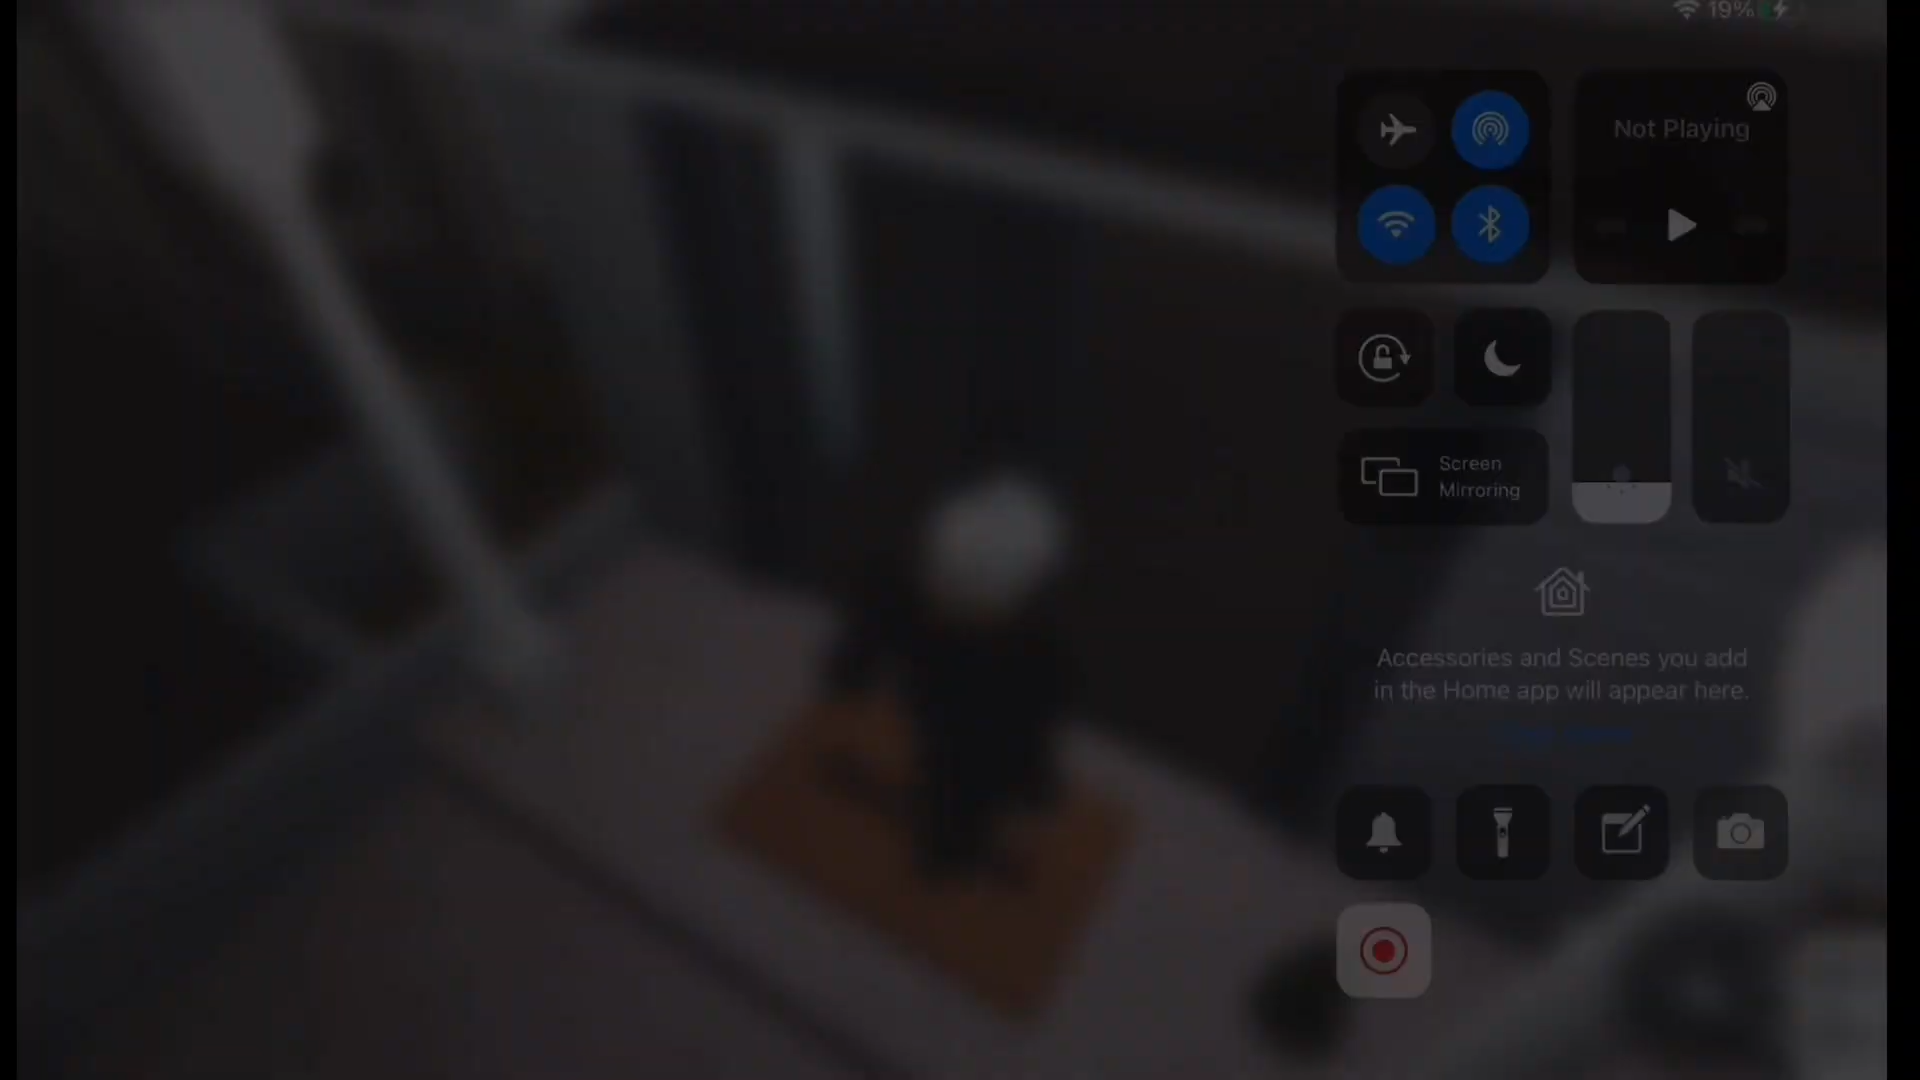 19%
Not Playing
Screen
Mirroring
Accessories and Scenes you add
in the Home app will appear here.